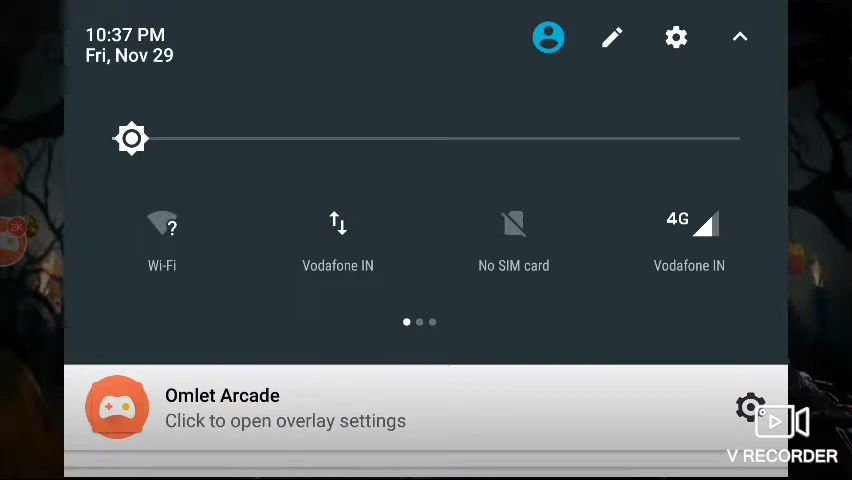 10:37 PM
Fri, Nov 29
2K
?
Wi-Fi
Vodafone IN
No SIM card
4G
Vodafone IN
Omlet Arcade
Click to open overlay settings
V RECORDER